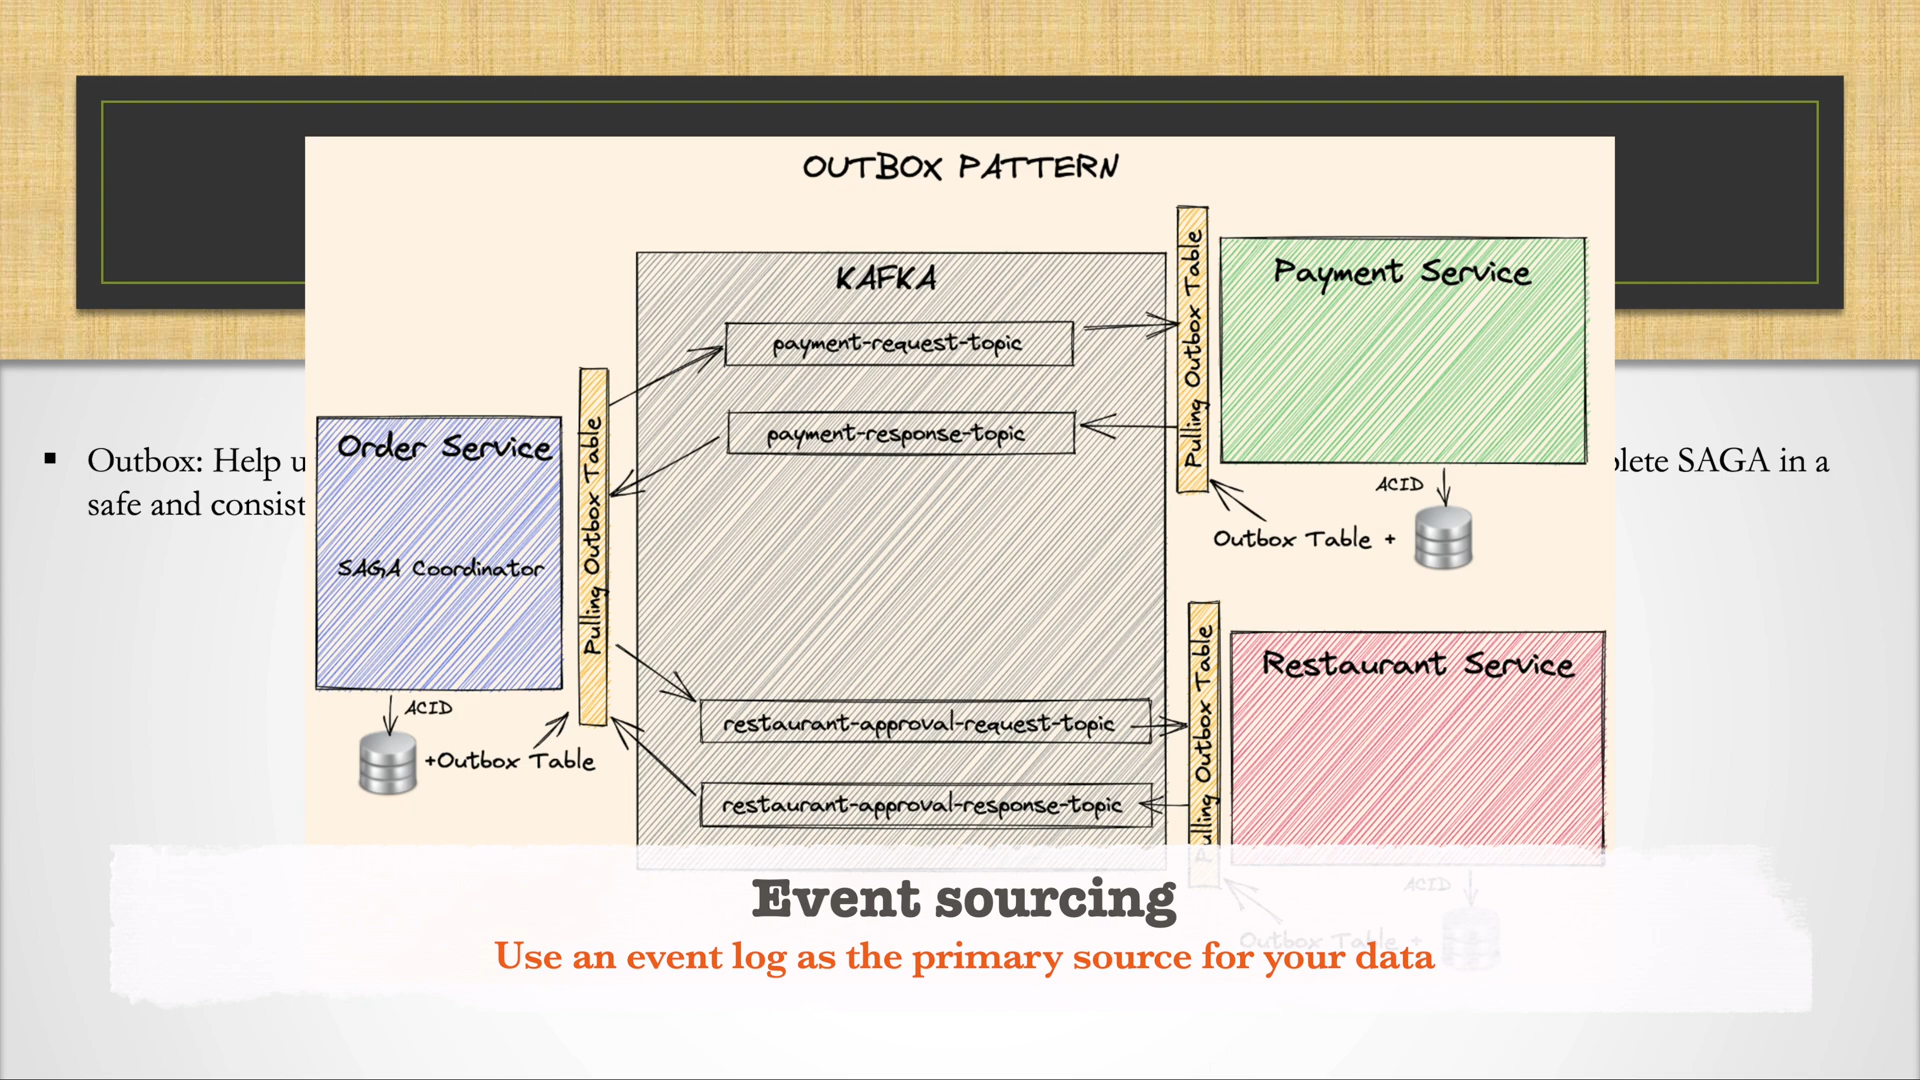 OUTBOX PATTERN
KAFKA
payment-request-topic
payment-response-topic
Pulling Outbox Table
Payment Service
ACID
Outbox Table +
Order Service
SAGA Coordinator
Pulling Outbox Table
ACID
+Outbox Table
▪ Outbox: Help u
safe and consist
plete SAGA in a
restaurant-approval-request-topic
restaurant-approval-response-topic
Pulling Outbox Table
Restaurant Service
ACID
Outbox Table +
Event sourcing
Use an event log as the primary source for your data